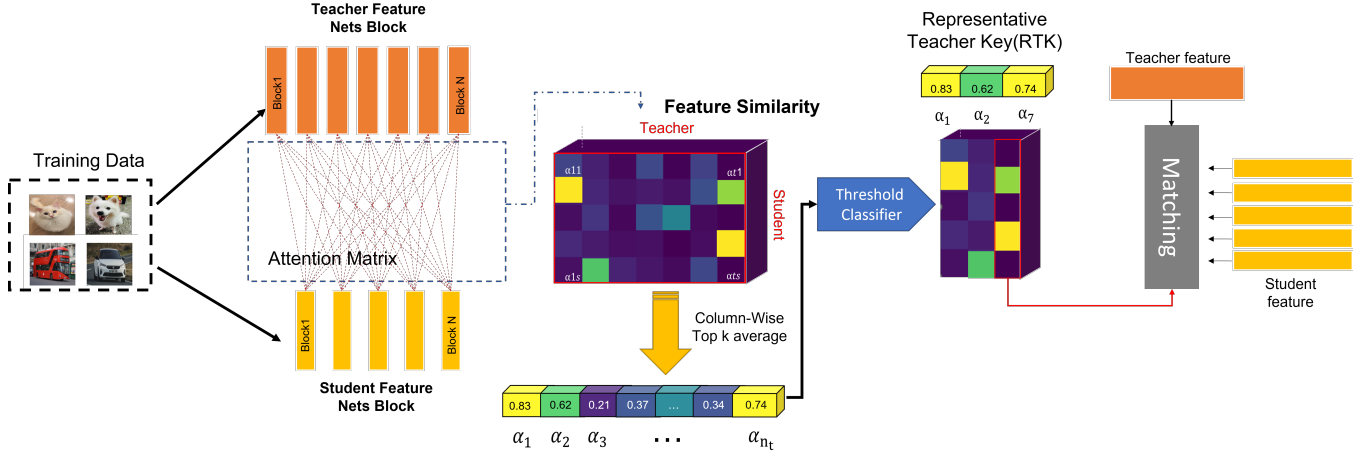 Teacher Feature
Nets Block
Block1
Block N
Training Data
Attention Matrix
Block1
Block N
Student Feature
Nets Block
Feature Similarity
Teacher
α11
αt1
Student
α1s
αts
Column-Wise
Top k average
0.83 0.62 0.21 0.37 ... 0.34 0.74
α1 α2 α3 ... αnt
Threshold
Classifier
Representative
Teacher Key(RTK)
0.83 0.62 0.74
α1 α2 α7
Teacher feature
Matching
Student
feature